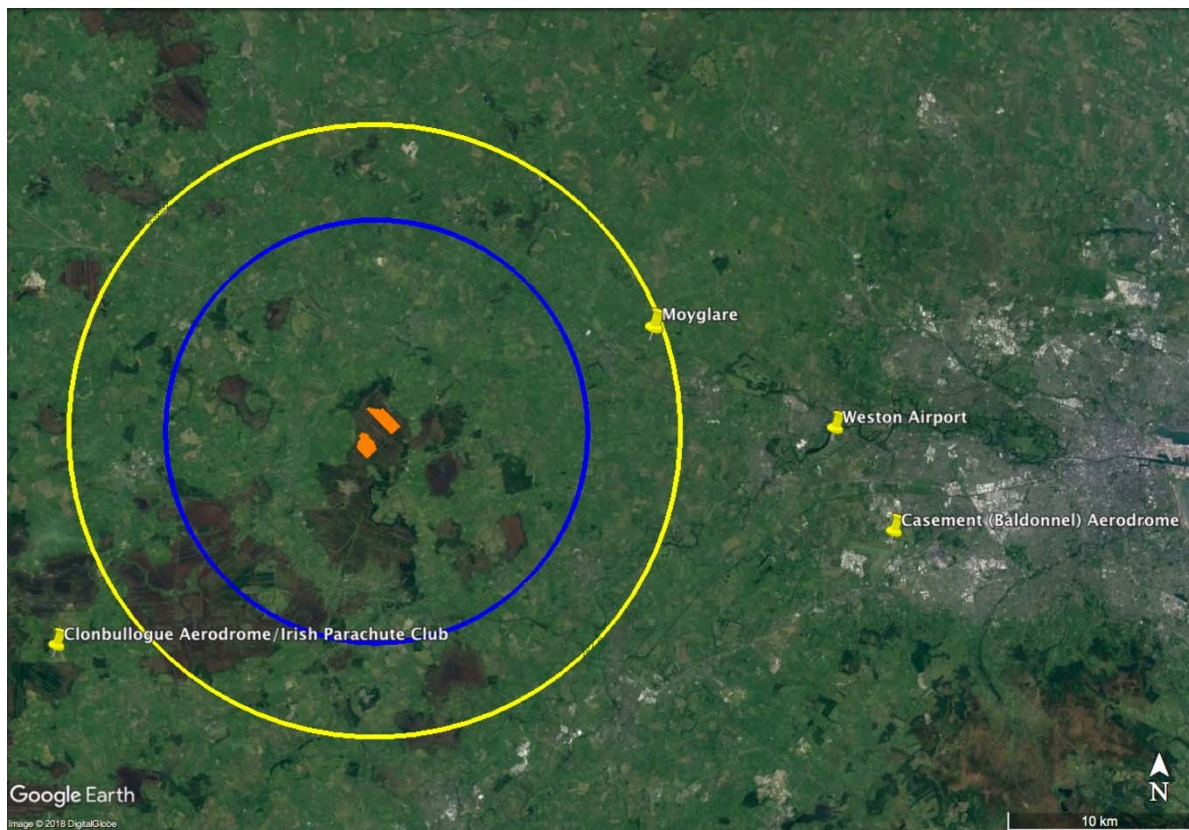 Moyglare
Weston Airport
Casement (Baldonnel) Aerodrome
Clonbullogue Aerodrome/Irish Parachute Club
Google Earth
N
Image © 2018 DigitalGlobe
10 km